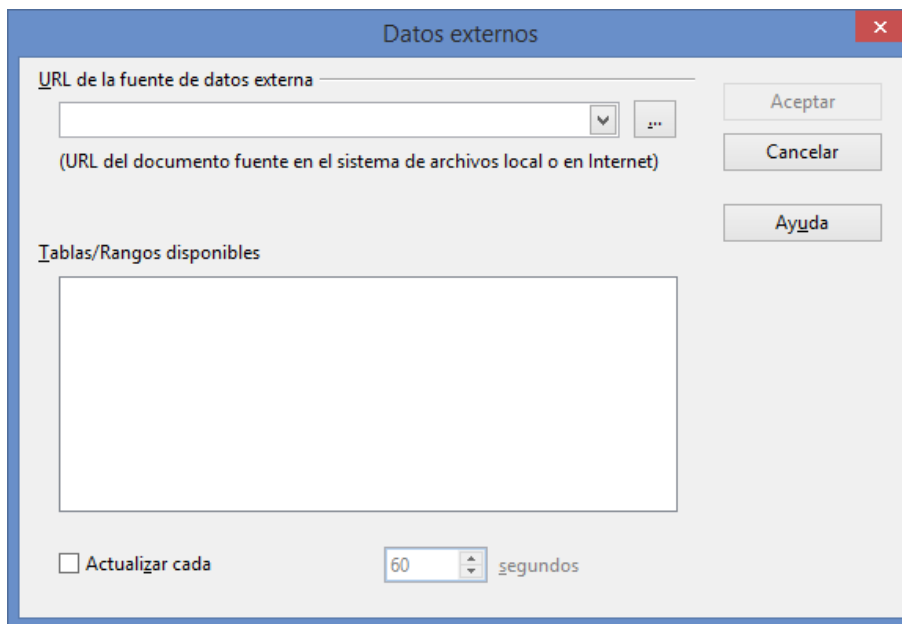 Datos externos
URL de la fuente de datos externa
...
(URL del documento fuente en el sistema de archivos local o en Internet)
Aceptar
Cancelar
Ayuda
Tablas/Rangos disponibles
Actualizar cada 60 segundos